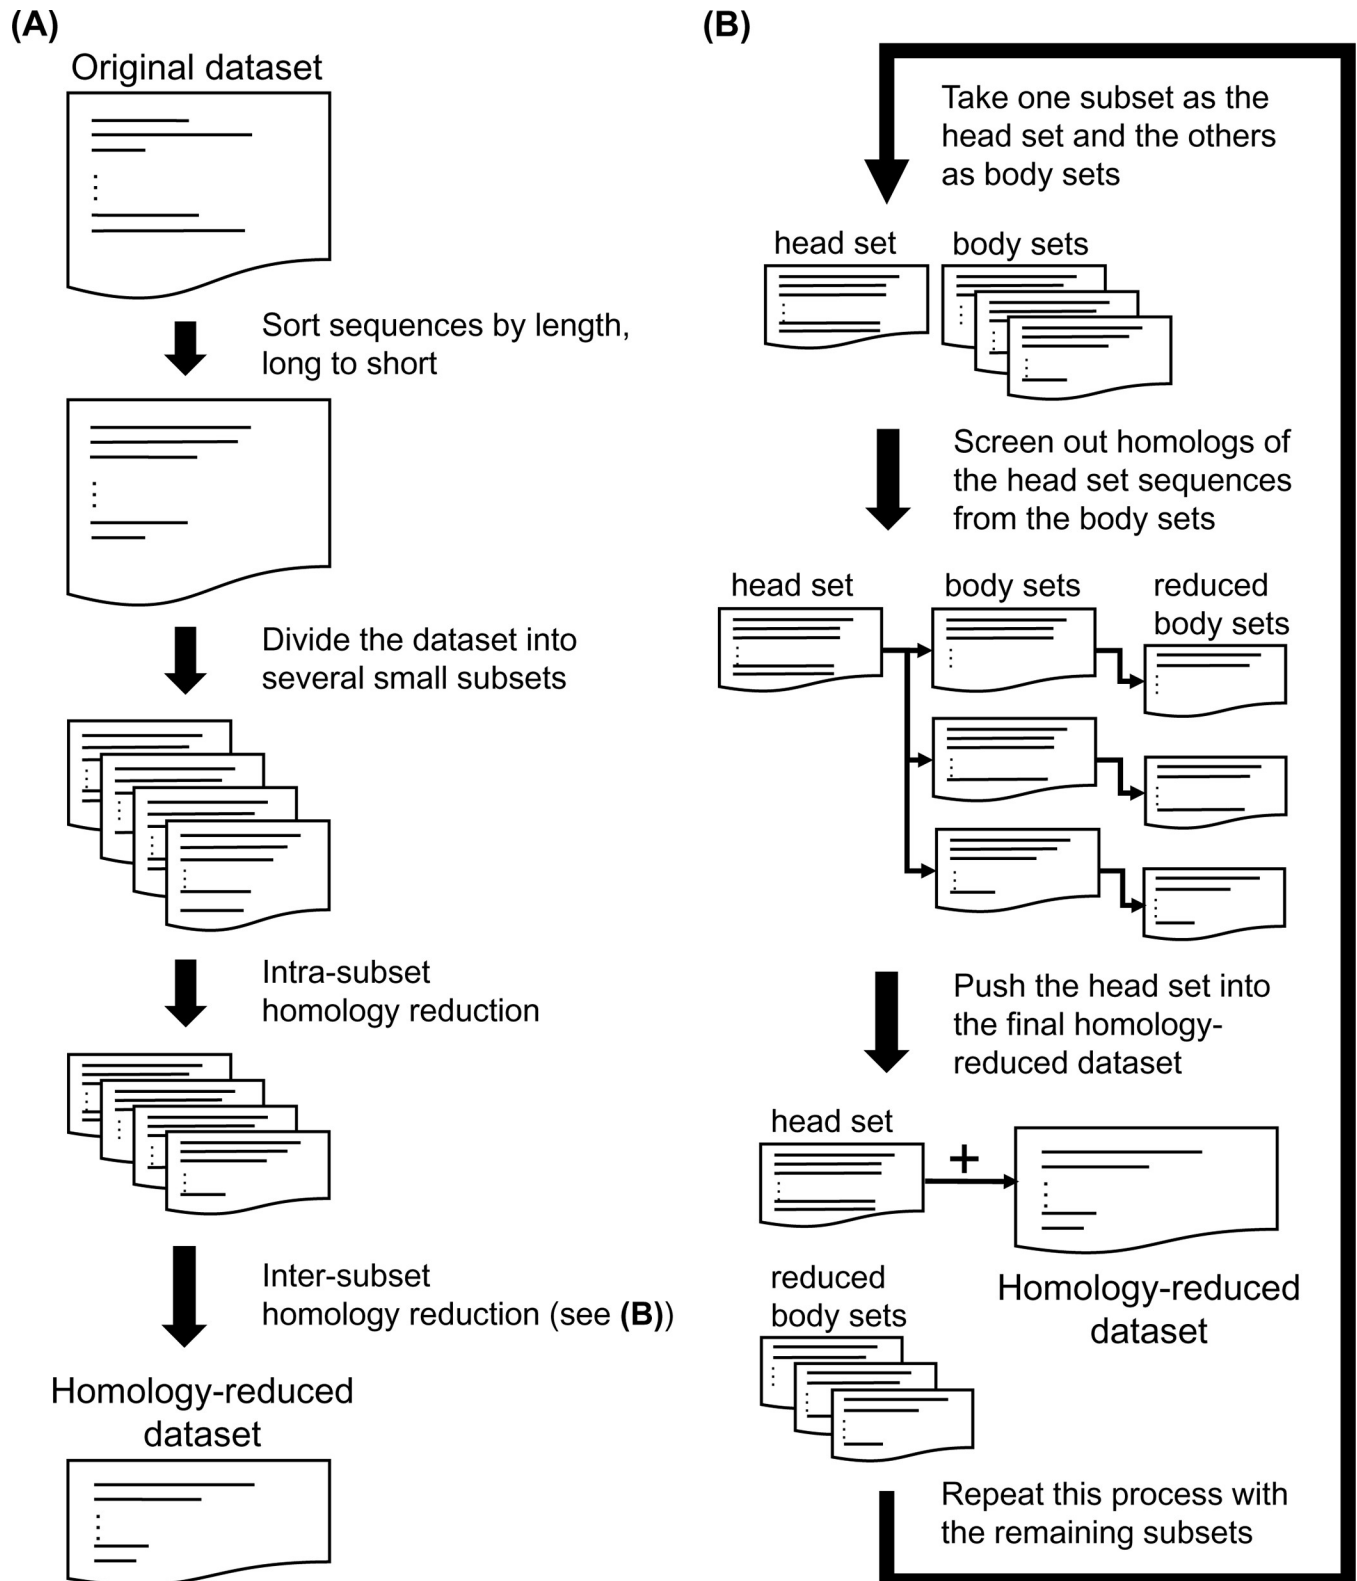 (A)
Original dataset
Sort sequences by length,
long to short
Divide the dataset into
several small subsets
Intra-subset
homology reduction
Inter-subset
homology reduction (see (B))
Homology-reduced
dataset
(B)
Take one subset as the
head set and the others
as body sets
head set
body sets
Screen out homologs of
the head set sequences
from the body sets
head set
body sets
reduced
body sets
Push the head set into
the final homology-
reduced dataset
head set
+
Homology-reduced
dataset
reduced
body sets
Repeat this process with
the remaining subsets